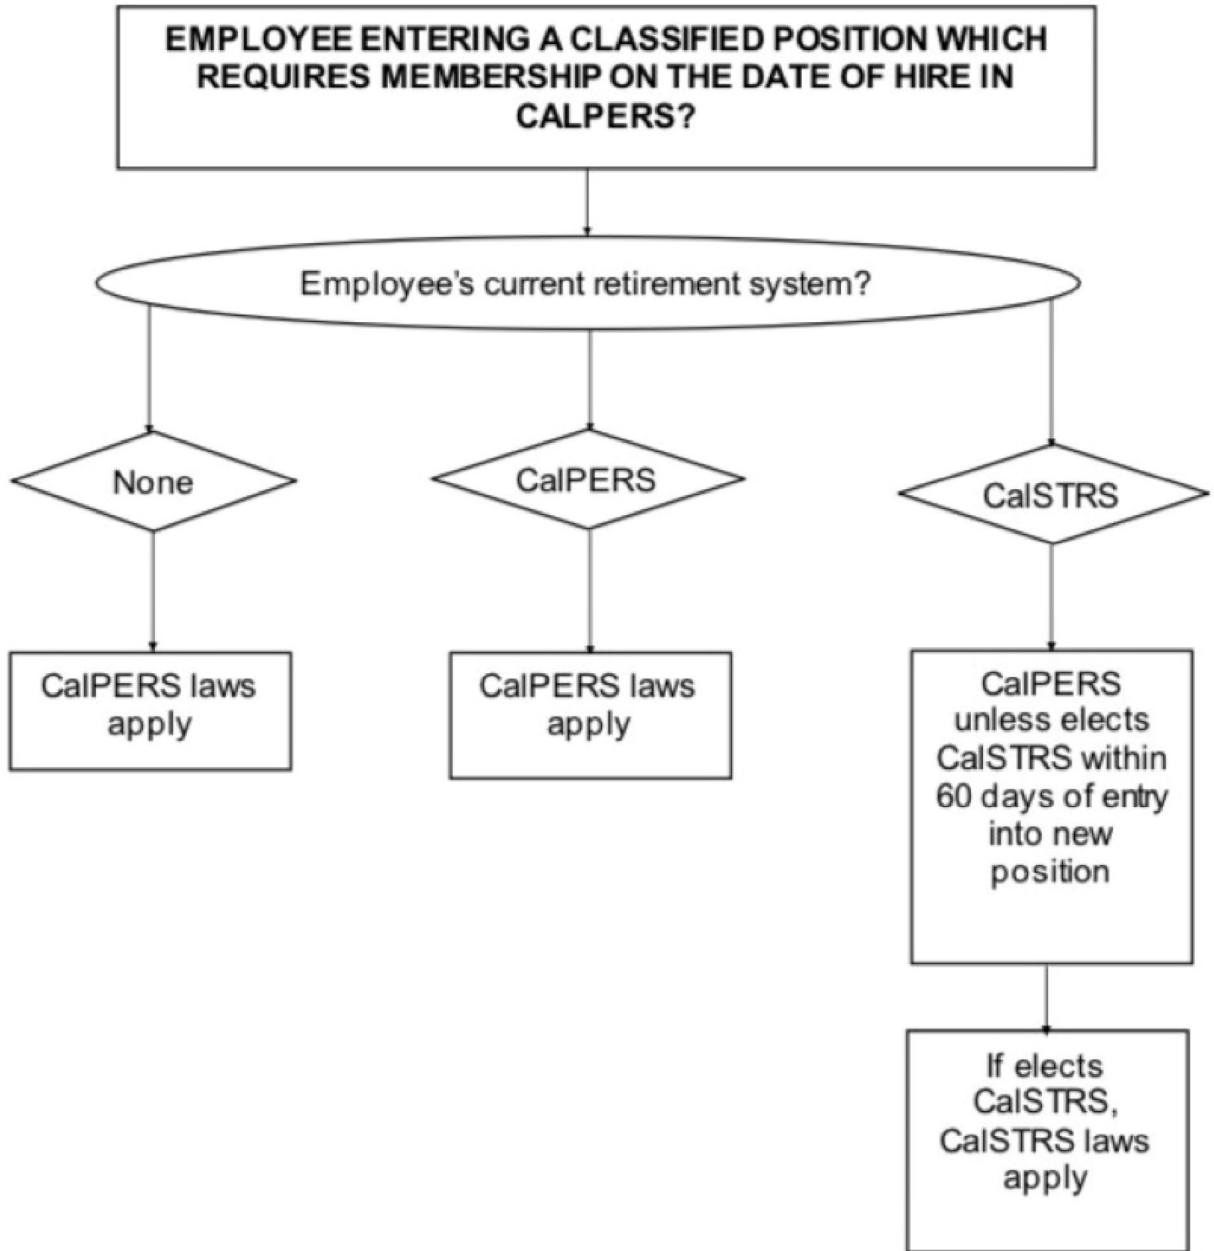 EMPLOYEE ENTERING A CLASSIFIED POSITION WHICH
REQUIRES MEMBERSHIP ON THE DATE OF HIRE IN
CALPERS?
Employee's current retirement system?
None
CalPERS
CalSTRS
CalPERS laws
apply
CalPERS laws
apply
CalPERS
unless elects
CalSTRS within
60 days of entry
into new
position
If elects
CalSTRS,
CalSTRS laws
apply